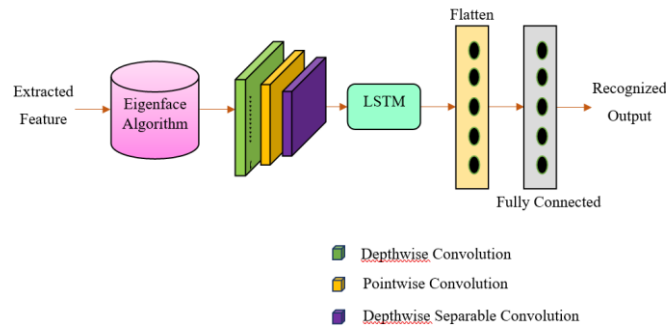 Flatten
Extracted
Feature
Eigenface
Algorithm
LSTM
Recognized
Output
Fully Connected
Depthwise Convolution
Pointwise Convolution
Depthwise Separable Convolution